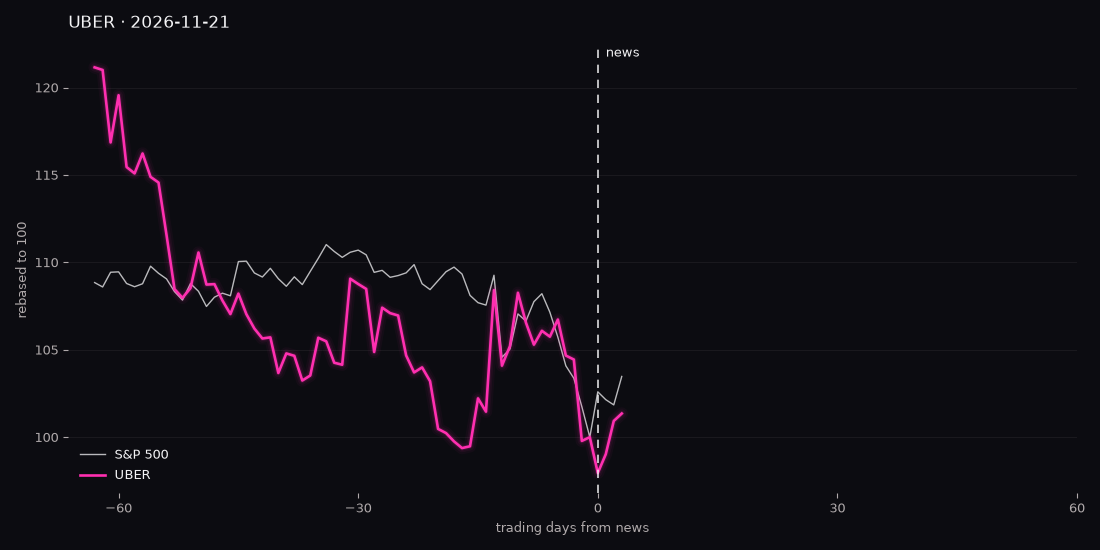 UBER · 2026-11-21
news
120
115
110
105
100
rebased to 100
S&P 500
UBER
−60
−30
0
30
60
trading days from news